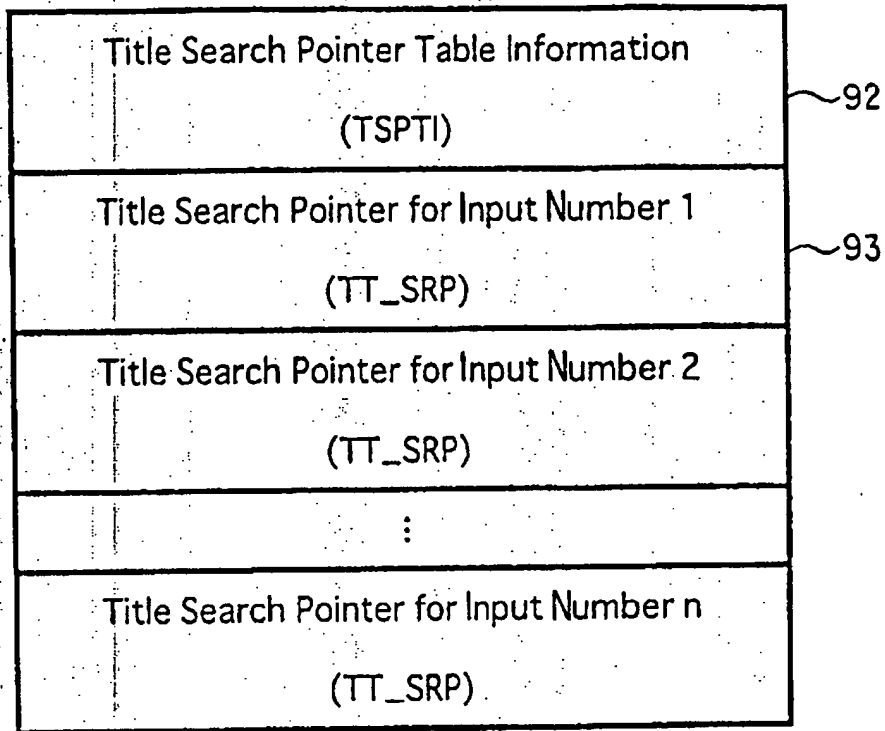 Title Search Pointer Table Information
(TSPTI)
92
Title Search Pointer for Input Number 1
(TT_SRP)
93
Title Search Pointer for Input Number 2
(TT_SRP)
⋮
Title Search Pointer for Input Number n
(TT_SRP)